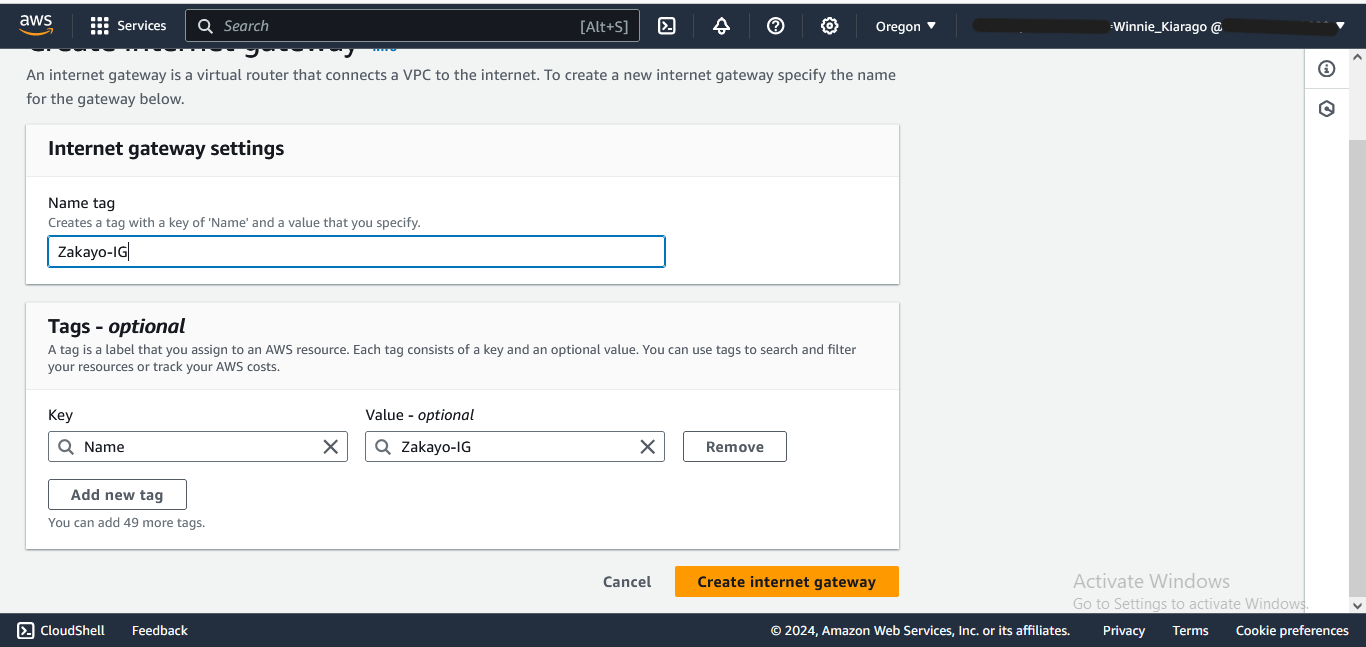 aws
Services
Search [Alt+S]
Oregon
Winnie_Kiarago @
Create internet gateway Info
An internet gateway is a virtual router that connects a VPC to the internet. To create a new internet gateway specify the name
for the gateway below.
Internet gateway settings
Name tag
Creates a tag with a key of 'Name' and a value that you specify.
Zakayo-IG
Tags - optional
A tag is a label that you assign to an AWS resource. Each tag consists of a key and an optional value. You can use tags to search and filter
your resources or track your AWS costs.
Key Value - optional
Name Zakayo-IG Remove
Add new tag
You can add 49 more tags.
Cancel Create internet gateway
Activate Windows
Go to Settings to activate Windows.
CloudShell Feedback © 2024, Amazon Web Services, Inc. or its affiliates. Privacy Terms Cookie preferences